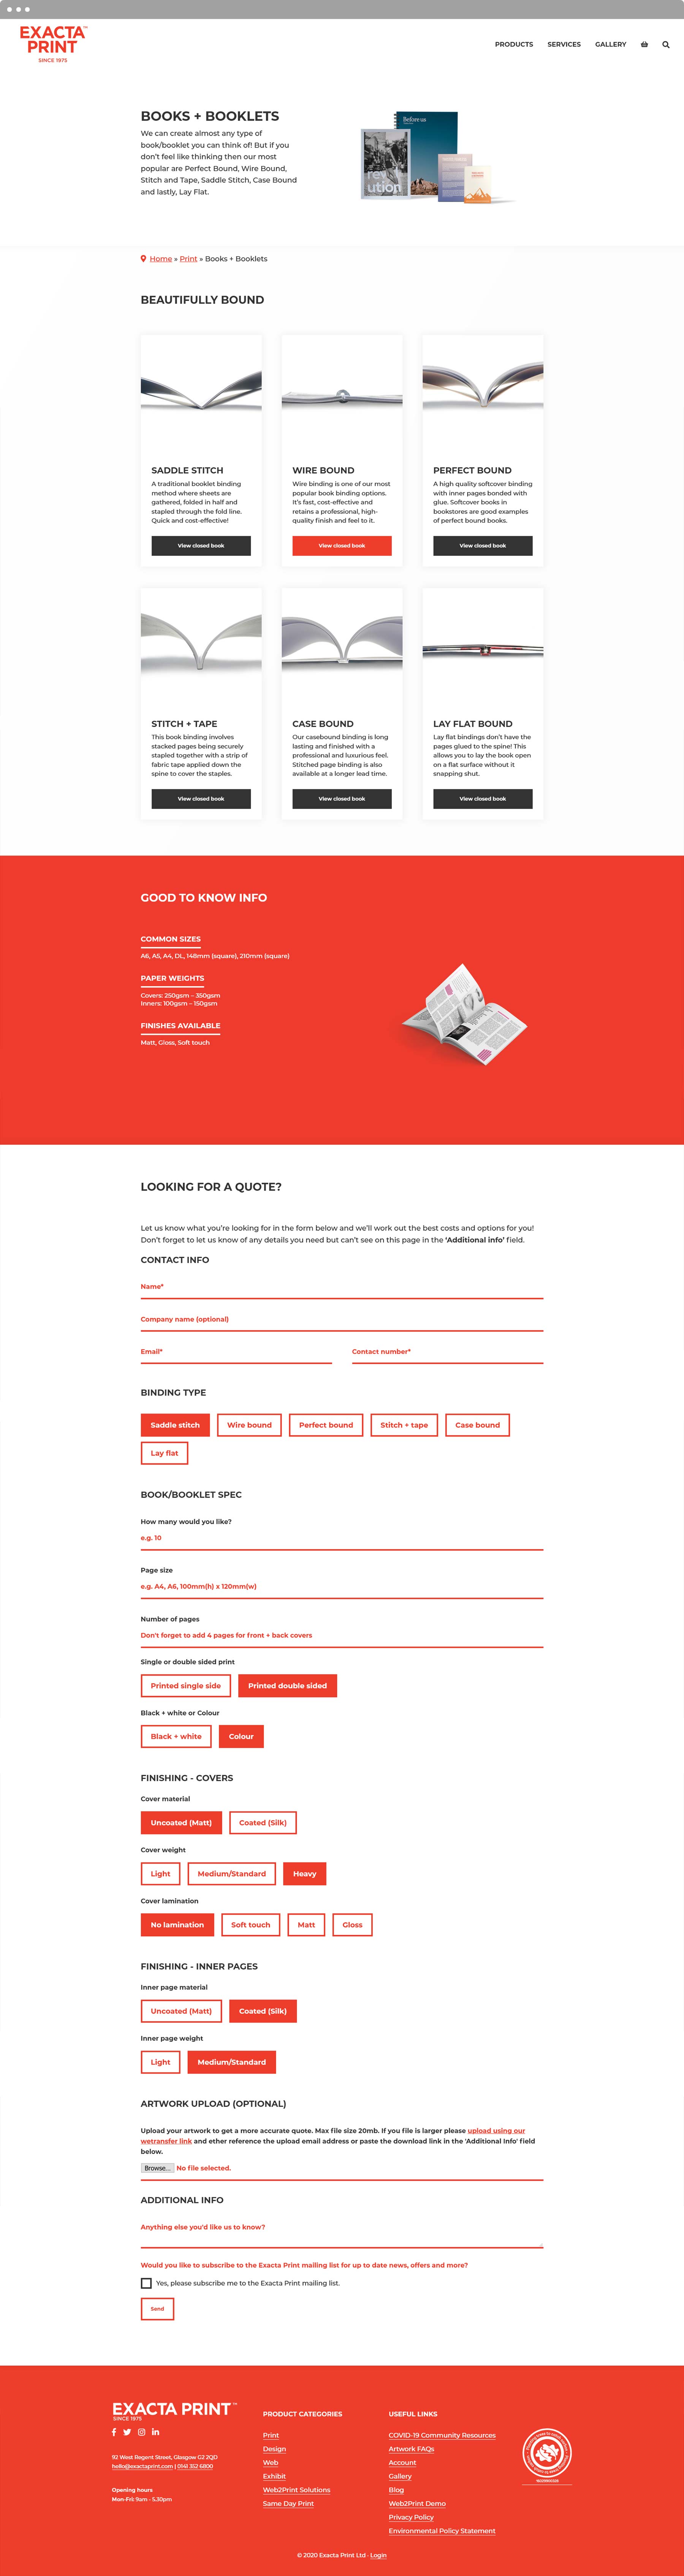 EXACTA™
PRINT
SINCE 1975
PRODUCTS
SERVICES
GALLERY
BOOKS + BOOKLETS
We can create almost any type of
book/booklet you can think of! But if you
don't feel like thinking then our most
popular are Perfect Bound, Wire Bound,
Stitch and Tape, Saddle Stitch, Case Bound
and lastly, Lay Flat.
Before us
Home » Print » Books + Booklets
BEAUTIFULLY BOUND
SADDLE STITCH
A traditional booklet binding
method where sheets are
gathered, folded in half and
stapled through the fold line.
Quick and cost-effective!
View closed book
WIRE BOUND
Wire binding is one of our most
popular book binding options.
It's fast, cost-effective and
retains a professional, high-
quality finish and feel to it.
View closed book
PERFECT BOUND
A high quality softcover binding
with inner pages bonded with
glue. Softcover books in
bookstores are good examples
of perfect bound books.
View closed book
STITCH + TAPE
This book binding involves
stacked pages being securely
stapled together with a strip of
fabric tape applied down the
spine to cover the staples.
View closed book
CASE BOUND
Our casebound binding is long
lasting and finished with a
professional and luxurious feel.
Stitched page binding is also
available at a longer lead time.
View closed book
LAY FLAT BOUND
Lay flat bindings don't have the
pages glued to the spine! This
allows you to lay the book open
on a flat surface without it
snapping shut.
View closed book
GOOD TO KNOW INFO
COMMON SIZES
A6, A5, A4, DL, 148mm (square), 210mm (square)
PAPER WEIGHTS
Covers: 250gsm – 350gsm
Inners: 100gsm – 150gsm
FINISHES AVAILABLE
Matt, Gloss, Soft touch
LOOKING FOR A QUOTE?
Let us know what you're looking for in the form below and we'll work out the best costs and options for you!
Don't forget to let us know of any details you need but can't see on this page in the 'Additional info' field.
CONTACT INFO
Name*
Company name (optional)
Email*
Contact number*
BINDING TYPE
Saddle stitch
Wire bound
Perfect bound
Stitch + tape
Case bound
Lay flat
BOOK/BOOKLET SPEC
How many would you like?
e.g. 10
Page size
e.g. A4, A6, 100mm(h) x 120mm(w)
Number of pages
Don't forget to add 4 pages for front + back covers
Single or double sided print
Printed single side
Printed double sided
Black + white or Colour
Black + white
Colour
FINISHING - COVERS
Cover material
Uncoated (Matt)
Coated (Silk)
Cover weight
Light
Medium/Standard
Heavy
Cover lamination
No lamination
Soft touch
Matt
Gloss
FINISHING - INNER PAGES
Inner page material
Uncoated (Matt)
Coated (Silk)
Inner page weight
Light
Medium/Standard
ARTWORK UPLOAD (OPTIONAL)
Upload your artwork to get a more accurate quote. Max file size 20mb. If you file is larger please upload using our
wetransfer link and ether reference the upload email address or paste the download link in the 'Additional Info' field
below.
Browse... No file selected.
ADDITIONAL INFO
Anything else you'd like us to know?
Would you like to subscribe to the Exacta Print mailing list for up to date news, offers and more?
Yes, please subscribe me to the Exacta Print mailing list.
Send
EXACTA PRINT™
SINCE 1975
92 West Regent Street, Glasgow G2 2QD
hello@exactaprint.com | 0141 352 6800
Opening hours
Mon-Fri: 9am - 5.30pm
PRODUCT CATEGORIES
Print
Design
Web
Exhibit
Web2Print Solutions
Same Day Print
USEFUL LINKS
COVID-19 Community Resources
Artwork FAQs
Account
Gallery
Blog
Web2Print Demo
Privacy Policy
Environmental Policy Statement
© 2020 Exacta Print Ltd - Login